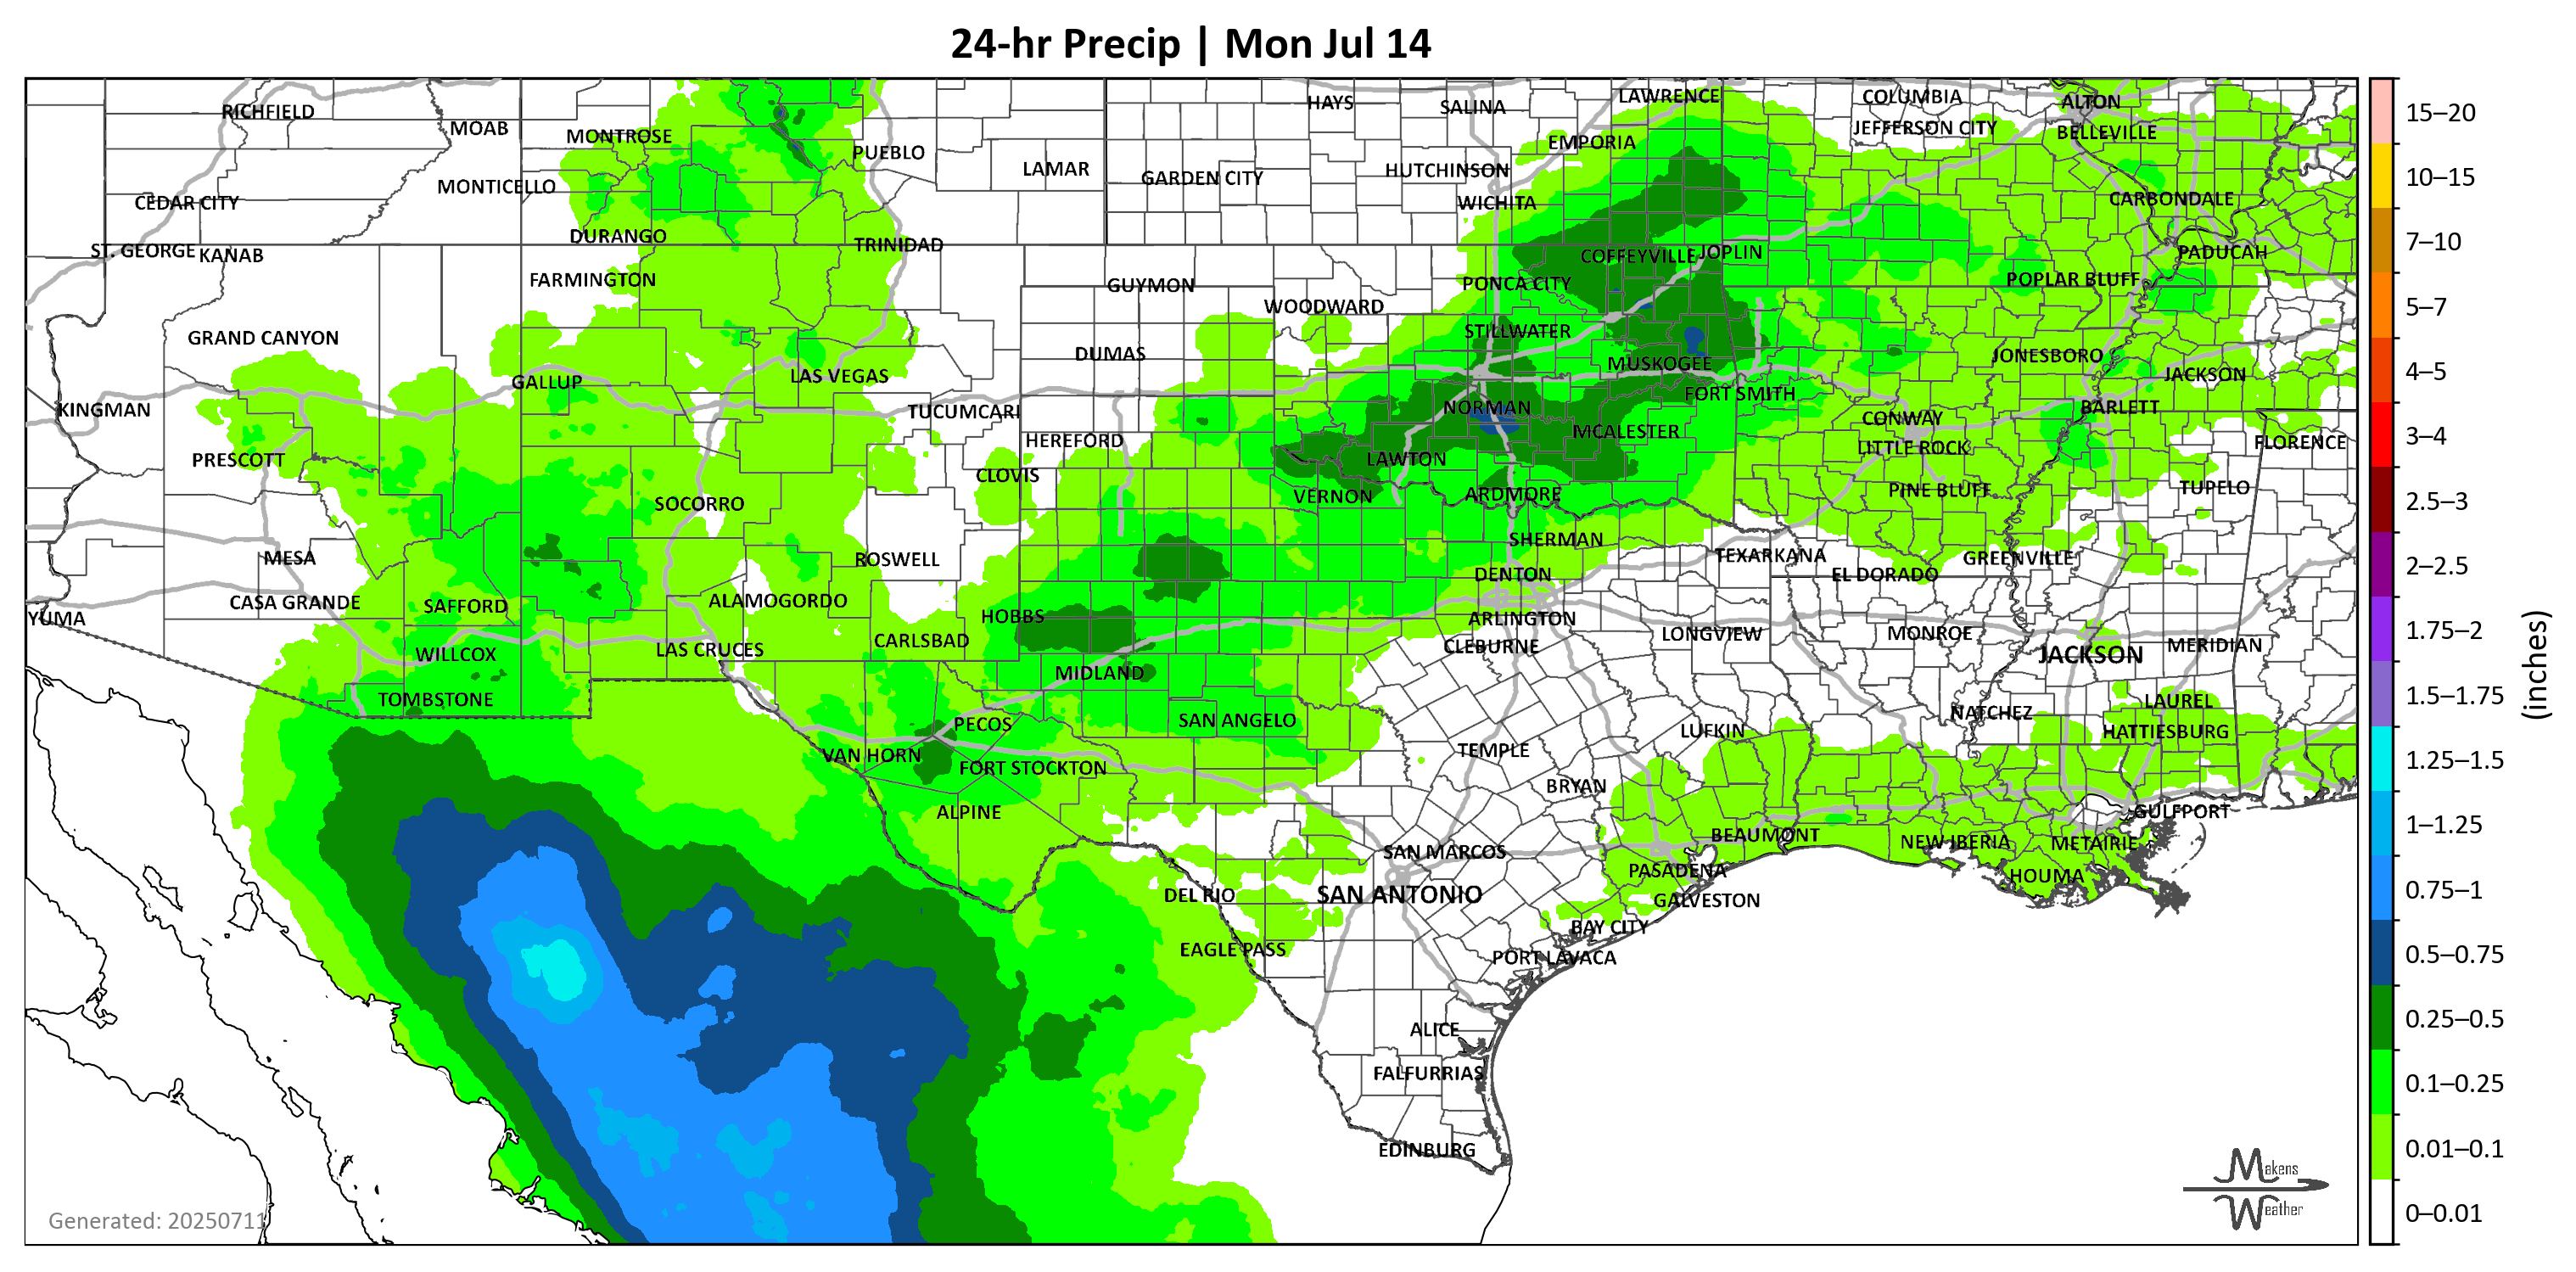 24-hr Precip | Mon Jul 14
RICHFIELD
MOAB
MONTROSE
PUEBLO
LAMAR
GARDEN CITY
HAYS
SALINA
HUTCHINSON
WICHITA
EMPORIA
LAWRENCE
COLUMBIA
JEFFERSON CITY
ALTON
BELLEVILLE
CEDAR CITY
MONTICELLO
CARBONDALE
ST. GEORGE
KANAB
DURANGO
TRINIDAD
FARMINGTON
GUYMON
WOODWARD
PONCA CITY
COFFEYVILLE
JOPLIN
POPLAR BLUFF
PADUCAH
GRAND CANYON
DUMAS
STILLWATER
MUSKOGEE
JONESBORO
JACKSON
KINGMAN
GALLUP
LAS VEGAS
TUCUMCARI
HEREFORD
NORMAN
FORT SMITH
CONWAY
BARLETT
FLORENCE
PRESCOTT
CLOVIS
LAWTON
MCALESTER
LITTLE ROCK
SOCORRO
VERNON
ARDMORE
PINE BLUFF
TUPELO
MESA
ROSWELL
SHERMAN
DENTON
TEXARKANA
EL DORADO
GREENVILLE
YUMA
CASA GRANDE
SAFFORD
ALAMOGORDO
HOBBS
ARLINGTON
WILLCOX
LAS CRUCES
CARLSBAD
CLEBURNE
LONGVIEW
MONROE
JACKSON
MERIDIAN
TOMBSTONE
MIDLAND
PECOS
SAN ANGELO
LUFKIN
NATCHEZ
LAUREL
HATTIESBURG
VAN HORN
FORT STOCKTON
TEMPLE
BRYAN
ALPINE
BEAUMONT
NEW IBERIA
METAIRIE
GULFPORT
SAN MARCOS
PASADENA
HOUMA
DEL RIO
SAN ANTONIO
GALVESTON
BAY CITY
EAGLE PASS
PORT LAVACA
ALICE
FALFURRIAS
EDINBURG
15–20
10–15
7–10
5–7
4–5
3–4
2.5–3
2–2.5
1.75–2
1.5–1.75
1.25–1.5
1–1.25
0.75–1
0.5–0.75
0.25–0.5
0.1–0.25
0.01–0.1
0–0.01
(inches)
Makens
Weather
Generated: 20250711